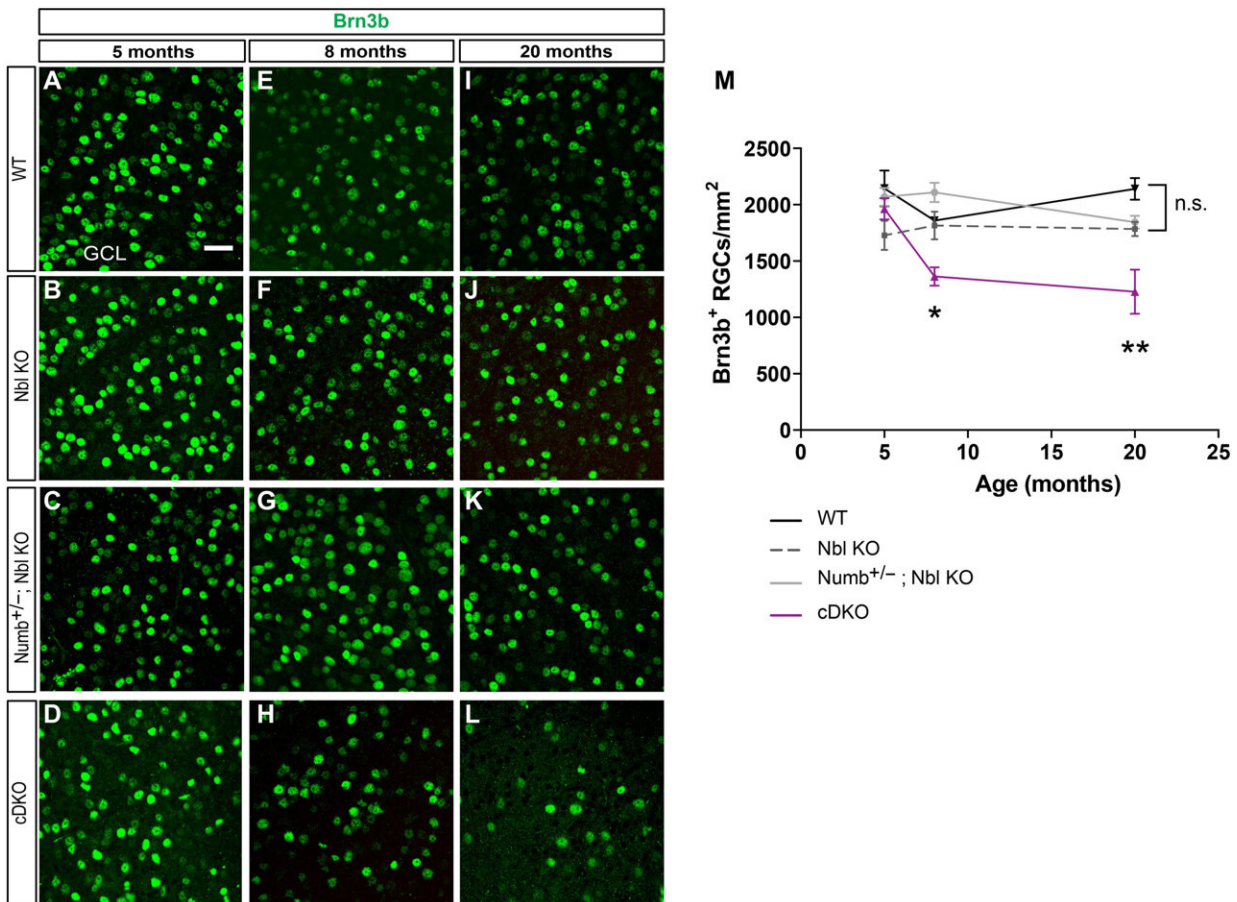 Brn3b
5 months
8 months
20 months
WT
A
GCL
E
I
Nbl KO
B
F
J
Numb+/–; Nbl KO
C
G
K
cDKO
D
H
L
M
Brn3b+ RGCs/mm2
2500
2000
1500
1000
500
0
n.s.
*
**
0 5 10 15 20 25
Age (months)
WT
Nbl KO
Numb+/– ; Nbl KO
cDKO